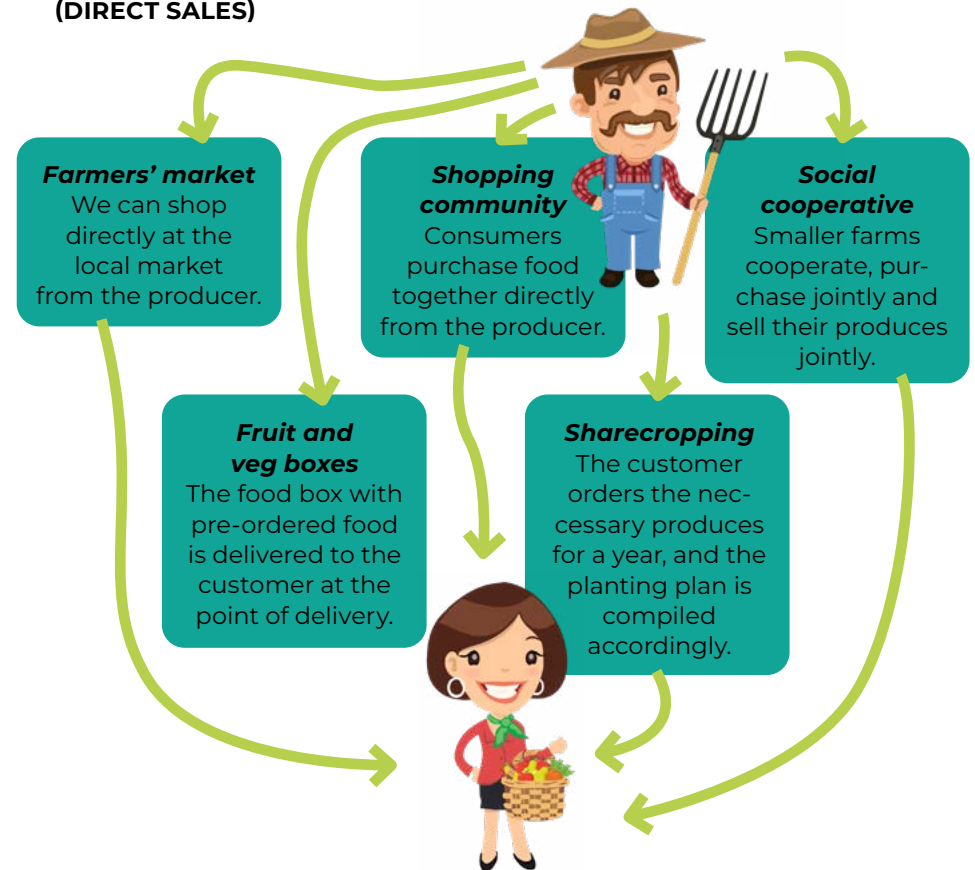 (DIRECT SALES)
Farmers' market
We can shop
directly at the
local market
from the producer.
Shopping
community
Consumers
purchase food
together directly
from the producer.
Social
cooperative
Smaller farms
cooperate, pur-
chase jointly and
sell their produces
jointly.
Fruit and
veg boxes
The food box with
pre-ordered food
is delivered to the
customer at the
point of delivery.
Sharecropping
The customer
orders the nec-
cessary produces
for a year, and the
planting plan is
compiled
accordingly.